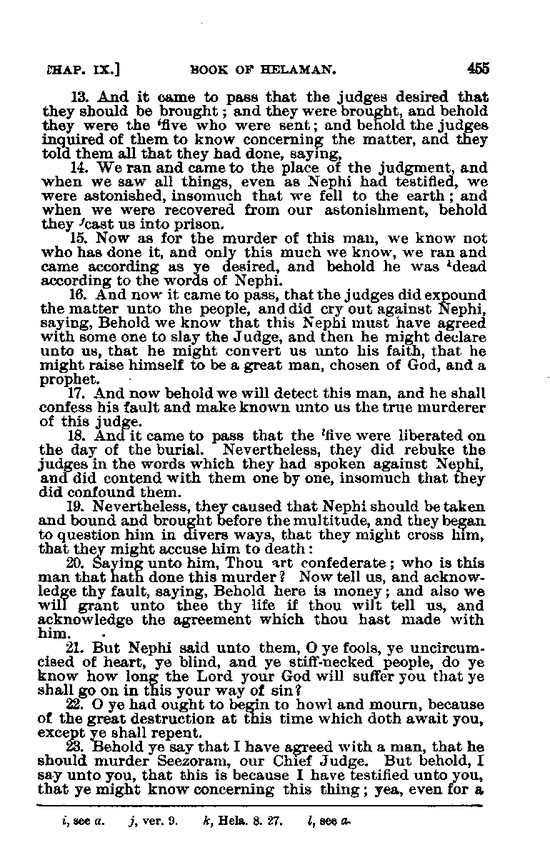 CHAP. IX.] BOOK OF HELAMAN. 455
13. And it came to pass that the judges desired that
they should be brought; and they were brought, and behold
they were the ⁱfive who were sent; and behold the judges
inquired of them to know concerning the matter, and they
told them all that they had done, saying,
14. We ran and came to the place of the judgment, and
when we saw all things, even as Nephi had testified, we
were astonished, insomuch that we fell to the earth; and
when we were recovered from our astonishment, behold
they ʲcast us into prison.
15. Now as for the murder of this man, we know not
who has done it, and only this much we know, we ran and
came according as ye desired, and behold he was ᵏdead
according to the words of Nephi.
16. And now it came to pass, that the judges did expound
the matter unto the people, and did cry out against Nephi,
saying, Behold we know that this Nephi must have agreed
with some one to slay the Judge, and then he might declare
unto us, that he might convert us unto his faith, that he
might raise himself to be a great man, chosen of God, and a
prophet.
17. And now behold we will detect this man, and he shall
confess his fault and make known unto us the true murderer
of this judge.
18. And it came to pass that the ˡfive were liberated on
the day of the burial. Nevertheless, they did rebuke the
judges in the words which they had spoken against Nephi,
and did contend with them one by one, insomuch that they
did confound them.
19. Nevertheless, they caused that Nephi should be taken
and bound and brought before the multitude, and they began
to question him in divers ways, that they might cross him,
that they might accuse him to death:
20. Saying unto him, Thou art confederate; who is this
man that hath done this murder? Now tell us, and acknow-
ledge thy fault, saying, Behold here is money; and also we
will grant unto thee thy life if thou wilt tell us, and
acknowledge the agreement which thou hast made with
him.
21. But Nephi said unto them, O ye fools, ye uncircum-
cised of heart, ye blind, and ye stiff-necked people, do ye
know how long the Lord your God will suffer you that ye
shall go on in this your way of sin?
22. O ye had ought to begin to howl and mourn, because
of the great destruction at this time which doth await you,
except ye shall repent.
23. Behold ye say that I have agreed with a man, that he
should murder Seezoram, our Chief Judge. But behold, I
say unto you, that this is because I have testified unto you,
that ye might know concerning this thing; yea, even for a
i, see a. j, ver. 9. k, Hela. 8. 27. l, see a.